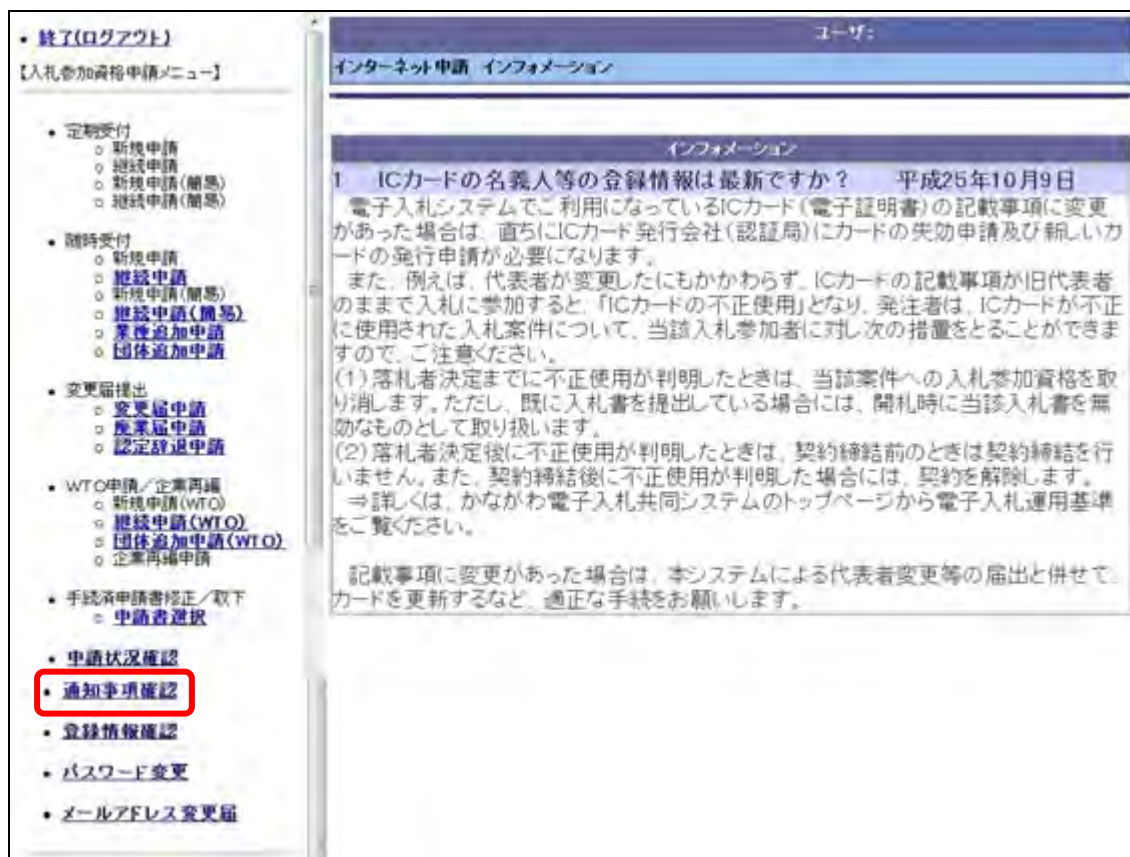 ・終了(ログアウト)
【入札参加資格申請メニュー】
・定期受付
○新規申請
○継続申請
○新規申請(簡易)
○継続申請(簡易)
・随時受付
○新規申請
○継続申請
○新規申請(簡易)
○継続申請(簡易)
○業種追加申請
○団体追加申請
・変更届提出
○変更届申請
○廃業届申請
○認定辞退申請
・WTO申請/企業再編
○新規申請(WTO)
○継続申請(WTO)
○団体追加申請(WTO)
○企業再編申請
・手続済申請書修正/取下
○申請書選択
・申請状況確認
・通知事項確認
・登録情報確認
・パスワード変更
・メールアドレス変更届
ユーザ:
インターネット申請 インフォメーション
インフォメーション
1 ICカードの名義人等の登録情報は最新ですか? 平成25年10月9日
電子入札システムでご利用になっているICカード(電子証明書)の記載事項に変更
があった場合は、直ちにICカード発行会社(認証局)にカードの失効申請及び新しいカ
ードの発行申請が必要になります。
また、例えば、代表者が変更したにもかかわらず、ICカードの記載事項が旧代表者
のままで入札に参加すると、「ICカードの不正使用」となり、発注者は、ICカードが不正
に使用された入札案件について、当該入札参加者に対し次の措置をとることができま
すので、ご注意ください。
(1)落札者決定までに不正使用が判明したときは、当該案件への入札参加資格を取
り消します。ただし、既に入札書を提出している場合には、開札時に当該入札書を無
効なものとして取り扱います。
(2)落札者決定後に不正使用が判明したときは、契約締結前のときは契約締結を行
いません。また、契約締結後に不正使用が判明した場合には、契約を解除します。
⇒詳しくは、かながわ電子入札共同システムのトップページから電子入札運用基準
をご覧ください。
記載事項に変更があった場合は、本システムによる代表者変更等の届出と併せて、
カードを更新するなど、適正な手続をお願いします。